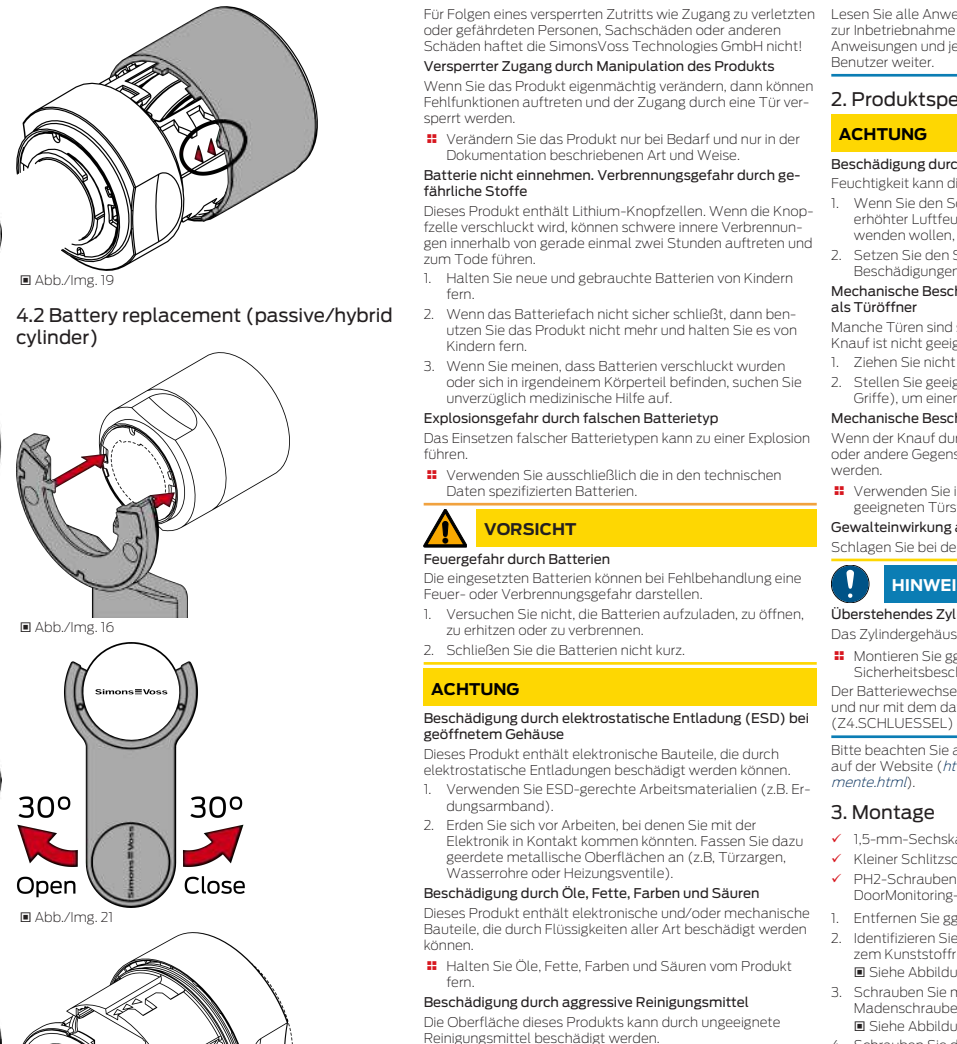 Abb./Img. 19
4.2 Battery replacement (passive/hybrid
cylinder)
Abb./Img. 16
Simons Voss
30°
30°
Open
Close
Simons Voss
Abb./Img. 21
Für Folgen eines versperrten Zutritts wie Zugang zu verletzten
oder gefährdeten Personen, Sachschäden oder anderen
Schäden haftet die SimonsVoss Technologies GmbH nicht!
Versperrter Zugang durch Manipulation des Produkts
Wenn Sie das Produkt eigenmächtig verändern, dann können
Fehlfunktionen auftreten und der Zugang durch eine Tür ver-
sperrt werden.
Verändern Sie das Produkt nur bei Bedarf und nur in der
Dokumentation beschriebenen Art und Weise.
Batterie nicht einnehmen. Verbrennungsgefahr durch ge-
fährliche Stoffe
Dieses Produkt enthält Lithium-Knopfzellen. Wenn die Knop-
fzelle verschluckt wird, können schwere innere Verbrennun-
gen innerhalb von gerade einmal zwei Stunden auftreten und
zum Tode führen.
1. Halten Sie neue und gebrauchte Batterien von Kindern
fern.
2. Wenn das Batteriefach nicht sicher schließt, dann ben-
utzen Sie das Produkt nicht mehr und halten Sie es von
Kindern fern.
3. Wenn Sie meinen, dass Batterien verschluckt wurden
oder sich in irgendeinem Körperteil befinden, suchen Sie
unverzüglich medizinische Hilfe auf.
Explosionsgefahr durch falschen Batterietyp
Das Einsetzen falscher Batterietypen kann zu einer Explosion
führen.
Verwenden Sie ausschließlich die in den technischen
Daten spezifizierten Batterien.
VORSICHT
Feuergefahr durch Batterien
Die eingesetzten Batterien können bei Fehlbehandlung eine
Feuer- oder Verbrennungsgefahr darstellen.
1. Versuchen Sie nicht, die Batterien aufzuladen, zu öffnen,
zu erhitzen oder zu verbrennen.
2. Schließen Sie die Batterien nicht kurz.
ACHTUNG
Beschädigung durch elektrostatische Entladung (ESD) bei
geöffnetem Gehäuse
Dieses Produkt enthält elektronische Bauteile, die durch
elektrostatische Entladungen beschädigt werden können.
1. Verwenden Sie ESD-gerechte Arbeitsmaterialien (z.B. Er-
dungsarmband).
2. Erden Sie sich vor Arbeiten, bei denen Sie mit der
Elektronik in Kontakt kommen könnten. Fassen Sie dazu
geerdete metallische Oberflächen an (z.B, Türzargen,
Wasserrohre oder Heizungsventile).
Beschädigung durch Öle, Fette, Farben und Säuren
Dieses Produkt enthält elektronische und/oder mechanische
Bauteile, die durch Flüssigkeiten aller Art beschädigt werden
können.
Halten Sie Öle, Fette, Farben und Säuren vom Produkt
fern.
Beschädigung durch aggressive Reinigungsmittel
Die Oberfläche dieses Produkts kann durch ungeeignete
Reinigungsmittel beschädigt werden.
Lesen Sie alle Anwe
zur Inbetriebnahme
Anweisungen und je
Benutzer weiter.
2. Produktspe
ACHTUNG
Beschädigung durc
Feuchtigkeit kann di
1. Wenn Sie den Sc
erhöhter Luftfeu
wenden wollen,
2. Setzen Sie den S
Beschädigungen
Mechanische Besch
als Türöffner
Manche Türen sind s
Knauf ist nicht geeig
1. Ziehen Sie nicht
2. Stellen Sie geeig
Griffe), um einer
Mechanische Besch
Wenn der Knauf dur
oder andere Gegens
werden.
Verwenden Sie i
geeigneten Türs
Gewalteinwirkung a
Schlagen Sie bei de
HINWEI
Überstehendes Zyl
Das Zylindergehäus
Montieren Sie gg
Sicherheitsbesch
Der Batteriewechse
und nur mit dem da
(Z4.SCHLUESSEL)
Bitte beachten Sie a
auf der Website (ht
mente.html).
3. Montage
1,5-mm-Sechska
Kleiner Schlitzsc
PH2-Schrauben
DoorMonitoring-
1. Entfernen Sie gg
2. Identifizieren Sie
zem Kunststoffr
Siehe Abbildu
3. Schrauben Sie m
Madenschraube
Siehe Abbildu